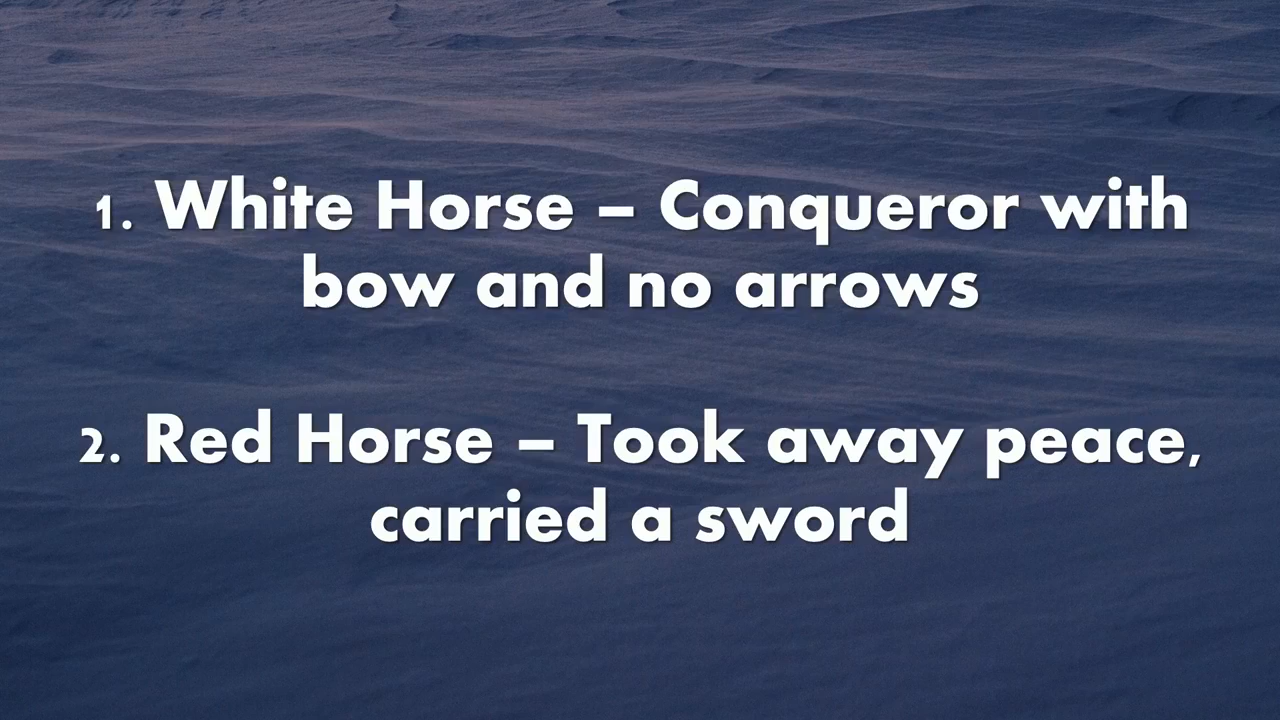 1. White Horse – Conqueror with
bow and no arrows
2. Red Horse – Took away peace,
carried a sword